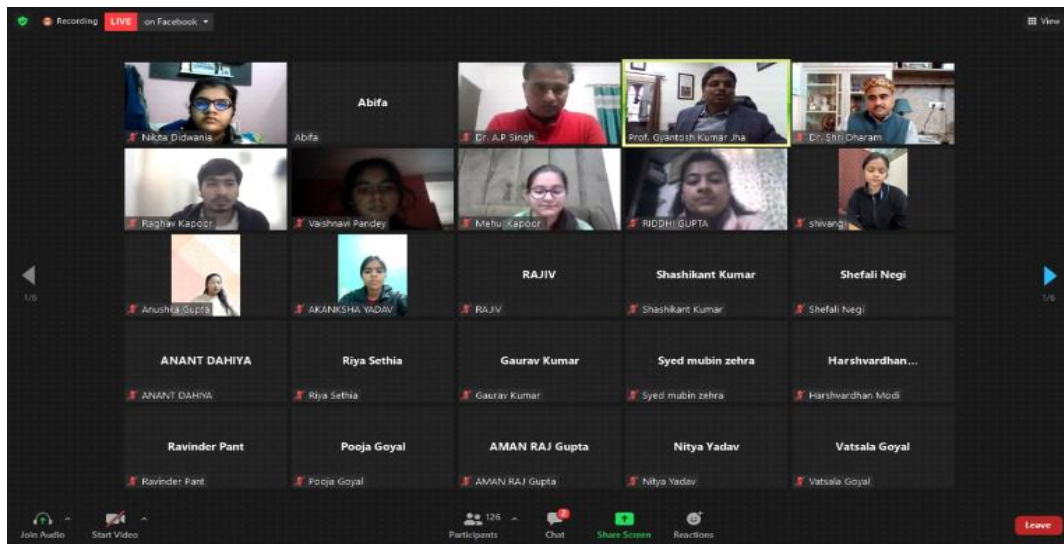 Recording LIVE on Facebook View
Nikita Didwania
Abifa
Abifa
Dr. A.P Singh
Prof. Gyantosh Kumar Jha
Dr. Shri Dharam
Raghav Kapoor
Vaishnavi Pandey
Mehul Kapoor
RIDDHI GUPTA
shivangi
Anushka Gupta
AKANKSHA YADAV
RAJIV
RAJIV
Shashikant Kumar
Shashikant Kumar
Shefali Negi
Shefali Negi
1/6
1/6
ANANT DAHIYA
ANANT DAHIYA
Riya Sethia
Riya Sethia
Gaurav Kumar
Gaurav Kumar
Syed mubin zehra
Syed mubin zehra
Harshvardhan...
Harshvardhan Modi
Ravinder Pant
Ravinder Pant
Pooja Goyal
Pooja Goyal
AMAN RAJ Gupta
AMAN RAJ Gupta
Nitya Yadav
Nitya Yadav
Vatsala Goyal
Vatsala Goyal
Join Audio
Start Video
126
Participants
2
Chat
Share Screen
Reactions
Leave